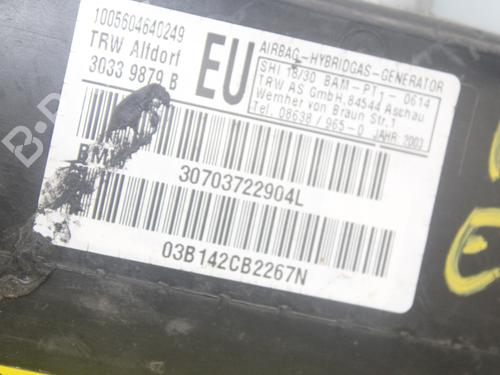 1005604640249
TRW Alfdorf
3033 9879 B
EU
AIRBAG-HYBRIDGAS-GENERATOR
SHI 18/30 BAM-PT1-0614
TRW AS GmbH, 84544 Aschau
Wernher von Braun Str.1
Tel. 08638/965-0 JAHR 2003
BM
30703722904L
03B142CB2267N